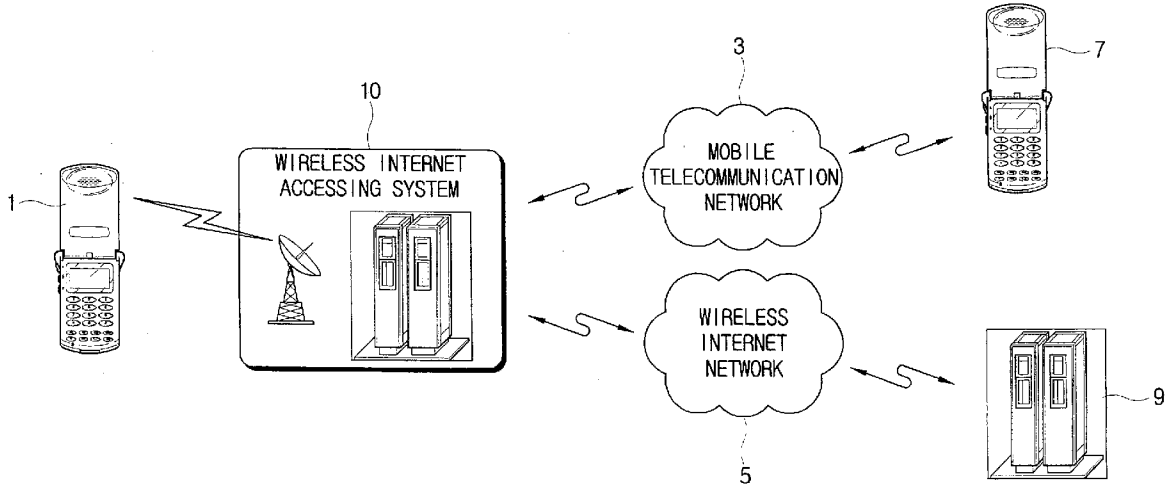 10
3
7
1
WIRELESS INTERNET
ACCESSING SYSTEM
MOBILE
TELECOMMUNICATION
NETWORK
WIRELESS
INTERNET
NETWORK
5
9